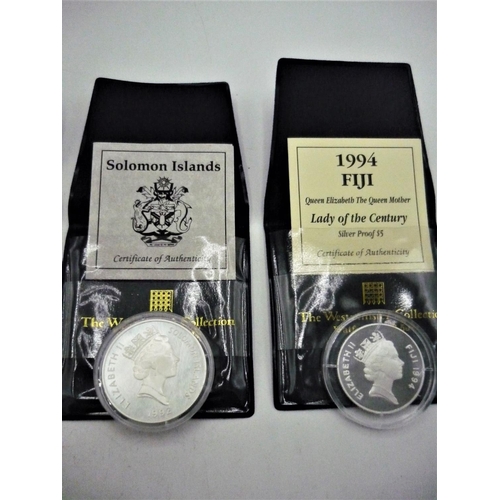 Solomon Islands
Certificate of Authenticity
The Westminster Collection
ELIZABETH II
1994
FIJI
Queen Elizabeth The Queen Mother
Lady of the Century
Silver Proof $5
Certificate of Authenticity
The Westminster Collection
ELIZABETH II
FIJI 1994